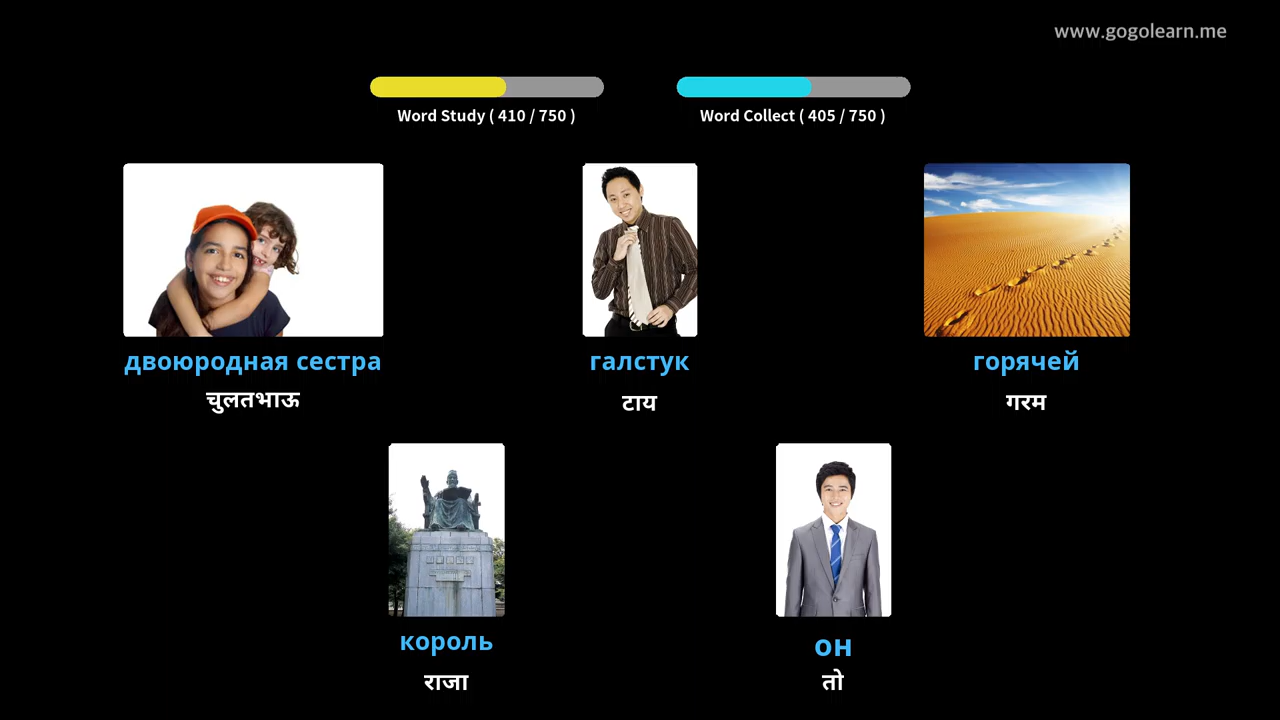 www.gogolearn.me
Word Study ( 410 / 750 )
Word Collect ( 405 / 750 )
двоюродная сестра
चुलतभाऊ
галстук
टाय
горячей
गरम
король
राजा
он
तो